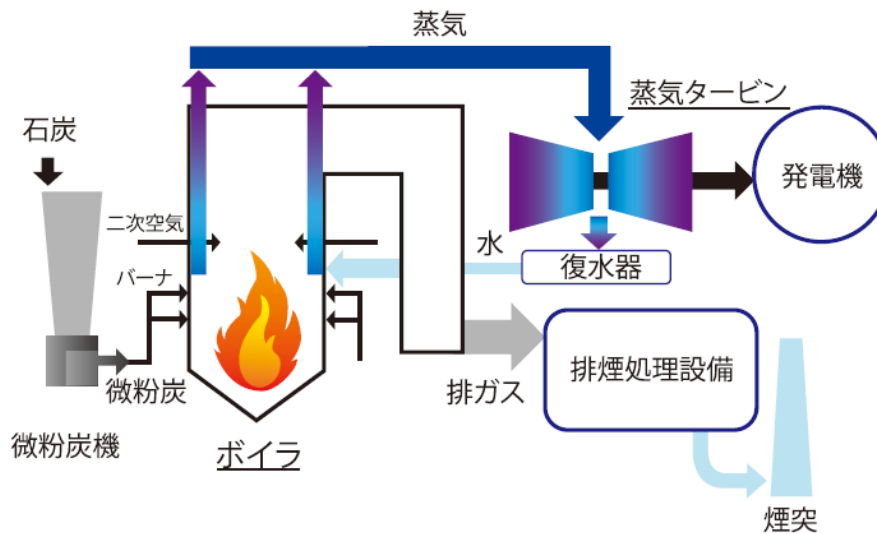 蒸気
蒸気タービン
石炭
発電機
二次空気
水
復水器
バーナ
微粉炭
排ガス
排煙処理設備
微粉炭機
ボイラ
煙突